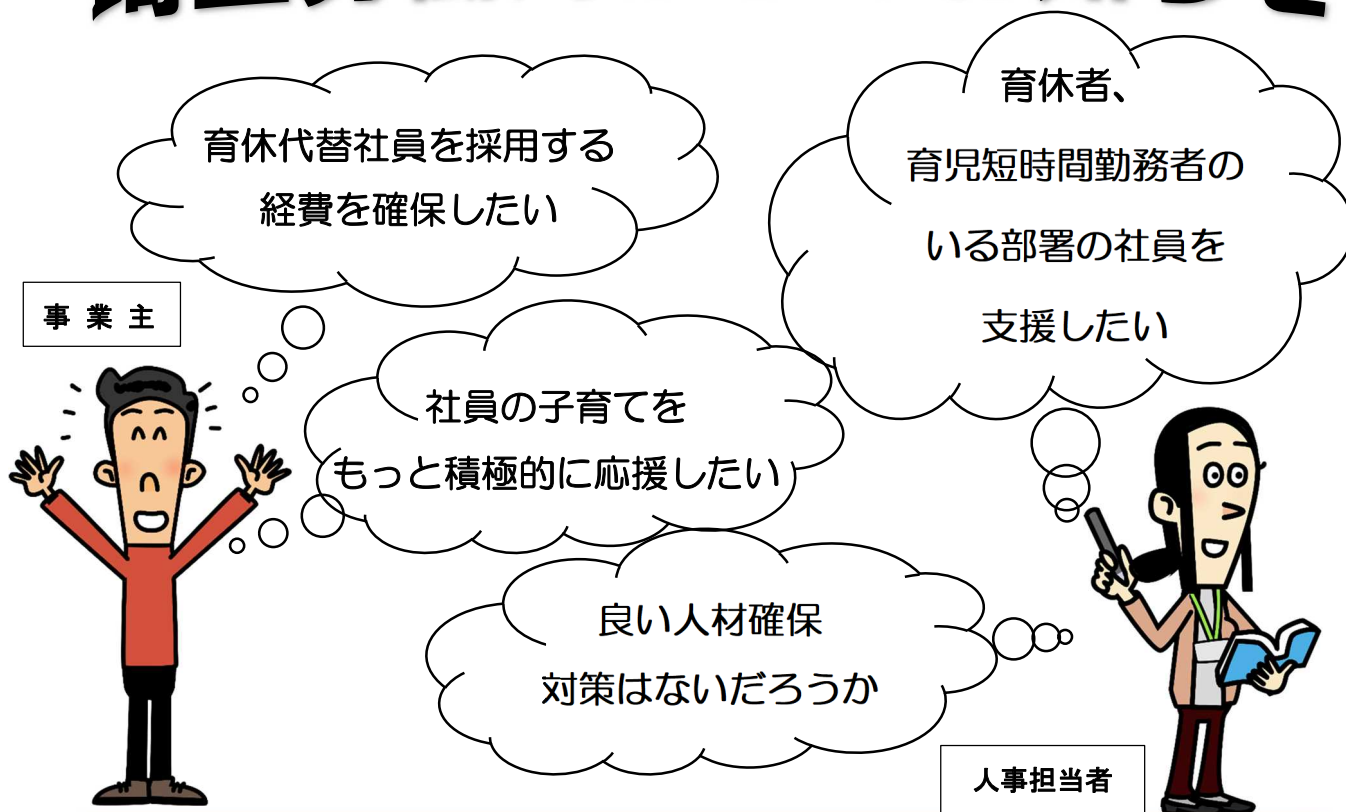 育休代替社員を採用する
経費を確保したい
育休者、
育児短時間勤務者の
いる部署の社員を
支援したい
事業主
社員の子育てを
もっと積極的に応援したい
良い人材確保
対策はないだろうか
人事担当者